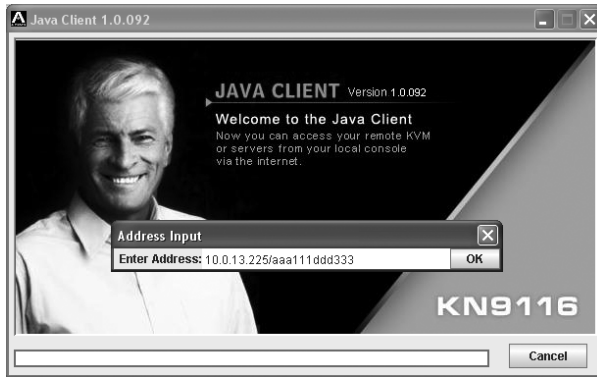 Java Client 1.0.092
JAVA CLIENT Version 1.0.092
Welcome to the Java Client
Now you can access your remote KVM
or servers from your local console
via the internet.
Address Input
Enter Address: 10.0.13.225/aaa111ddd333 OK
KN9116
Cancel